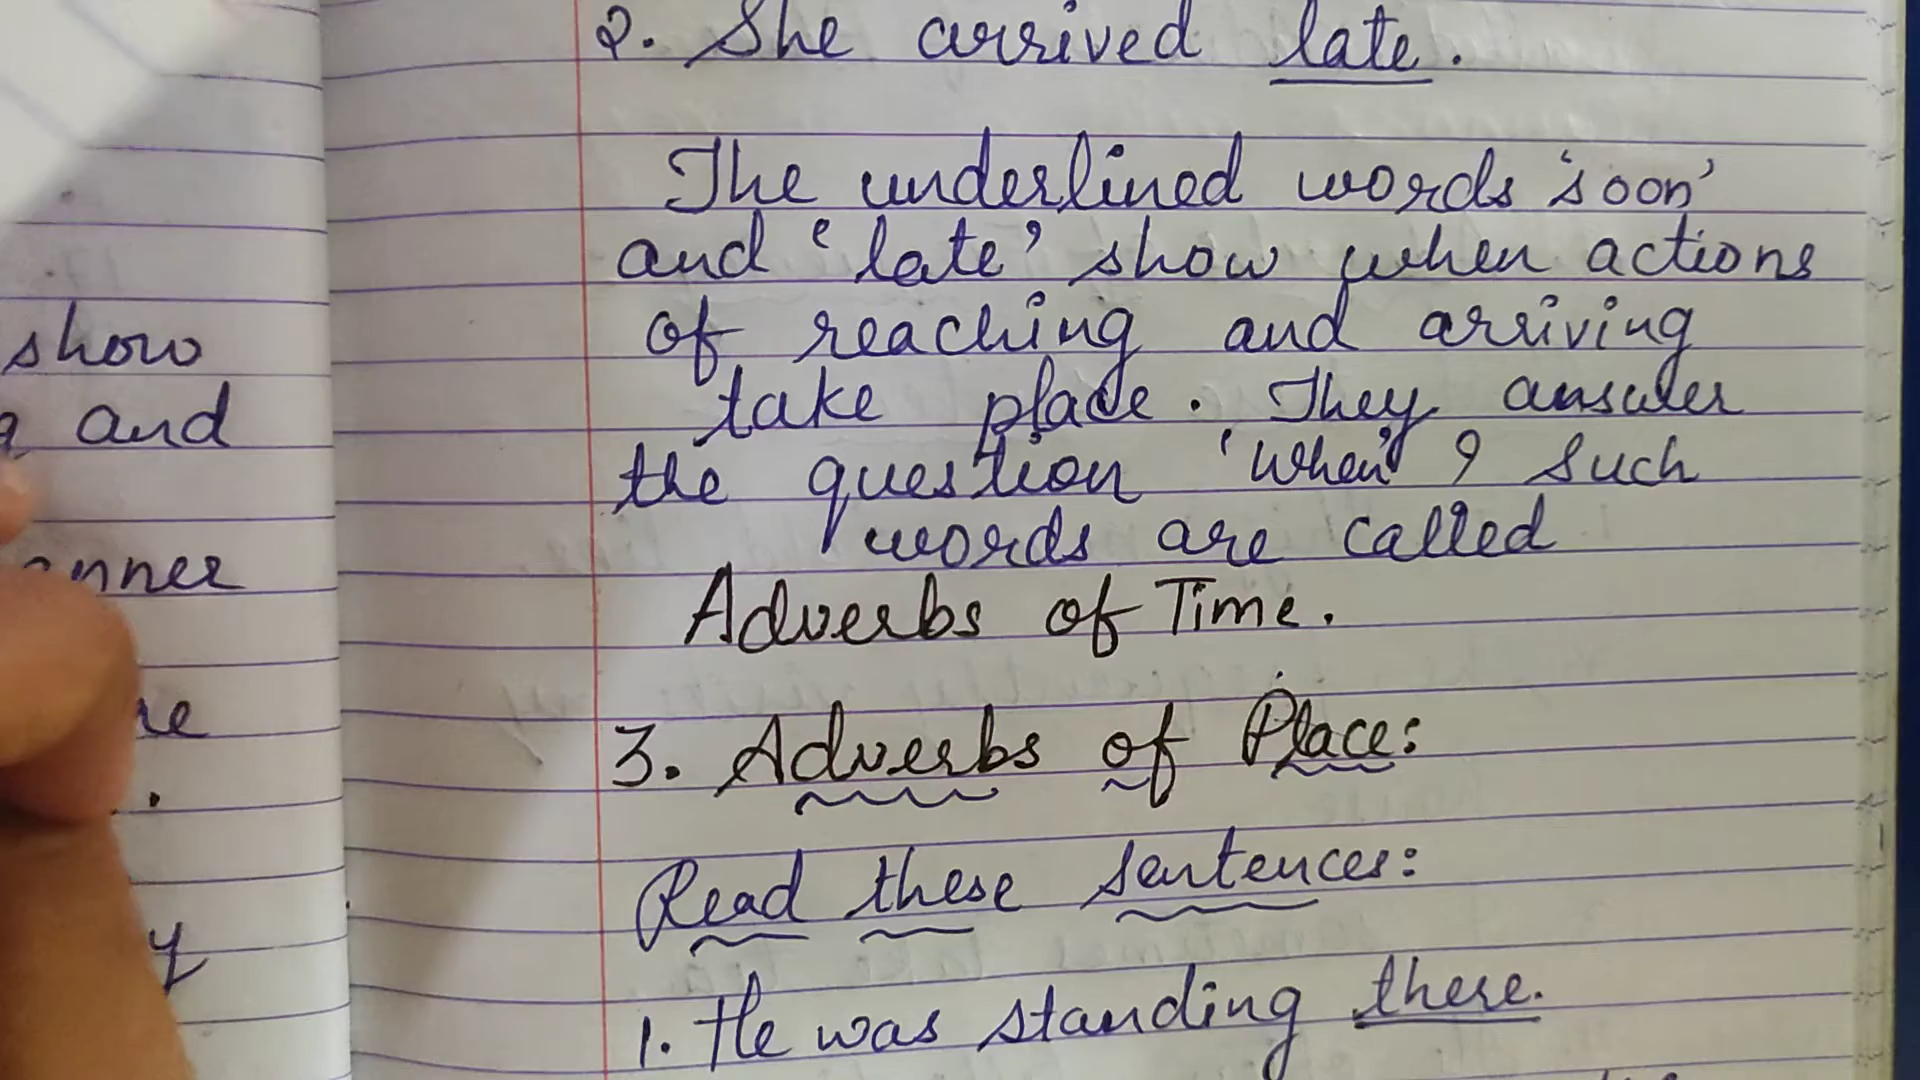 show
and
re
y
2. She arrived late.
The underlined words 'soon'
and 'late' show when actions
of reaching and arriving
take place. They answer
the question 'When'? Such
words are called
Adverbs of Time.
3. Adverbs of Place:
Read these sentences:
1. He was standing there.